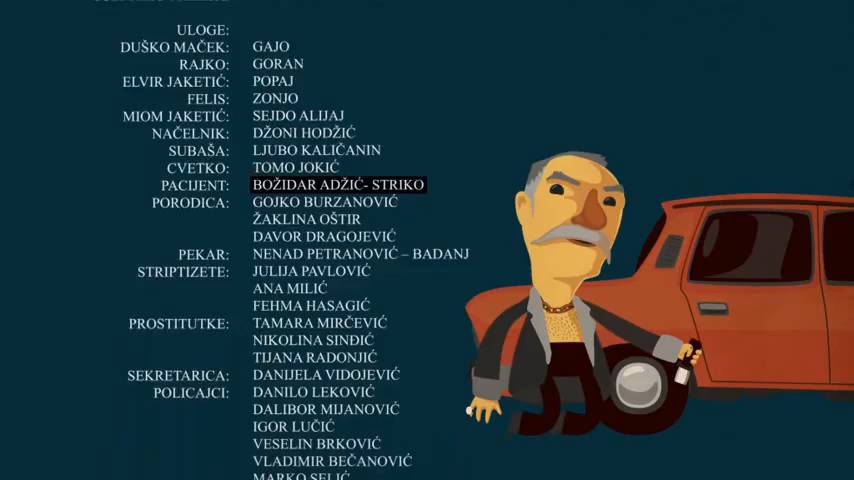 ULOGE:
DUŠKO MAČEK: GAJO
RAJKO: GORAN
ELVIR JAKETIĆ: POPAJ
FELIS: ZONJO
MIOM JAKETIĆ: SEJDO ALIJAJ
NAČELNIK: DŽONI HODŽIĆ
SUBAŠA: LJUBO KALIČANIN
CVETKO: TOMO JOKIĆ
PACIJENT: BOŽIDAR ADŽIĆ- STRIKO
PORODICA: GOJKO BURZANOVIĆ
ŽAKLINA OŠTIR
DAVOR DRAGOJEVIĆ
PEKAR: NENAD PETRANOVIĆ – BADANJ
STRIPTIZETE: JULIJA PAVLOVIĆ
ANA MILIĆ
FEHMA HASAGIĆ
PROSTITUTKE: TAMARA MIRČEVIĆ
NIKOLINA SINĐIĆ
TIJANA RADONJIĆ
SEKRETARICA: DANIJELA VIDOJEVIĆ
POLICAJCI: DANILO LEKOVIĆ
DALIBOR MIJANOVIĆ
IGOR LUČIĆ
VESELIN BRKOVIĆ
VLADIMIR BEČANOVIĆ
MARKO SELIĆ